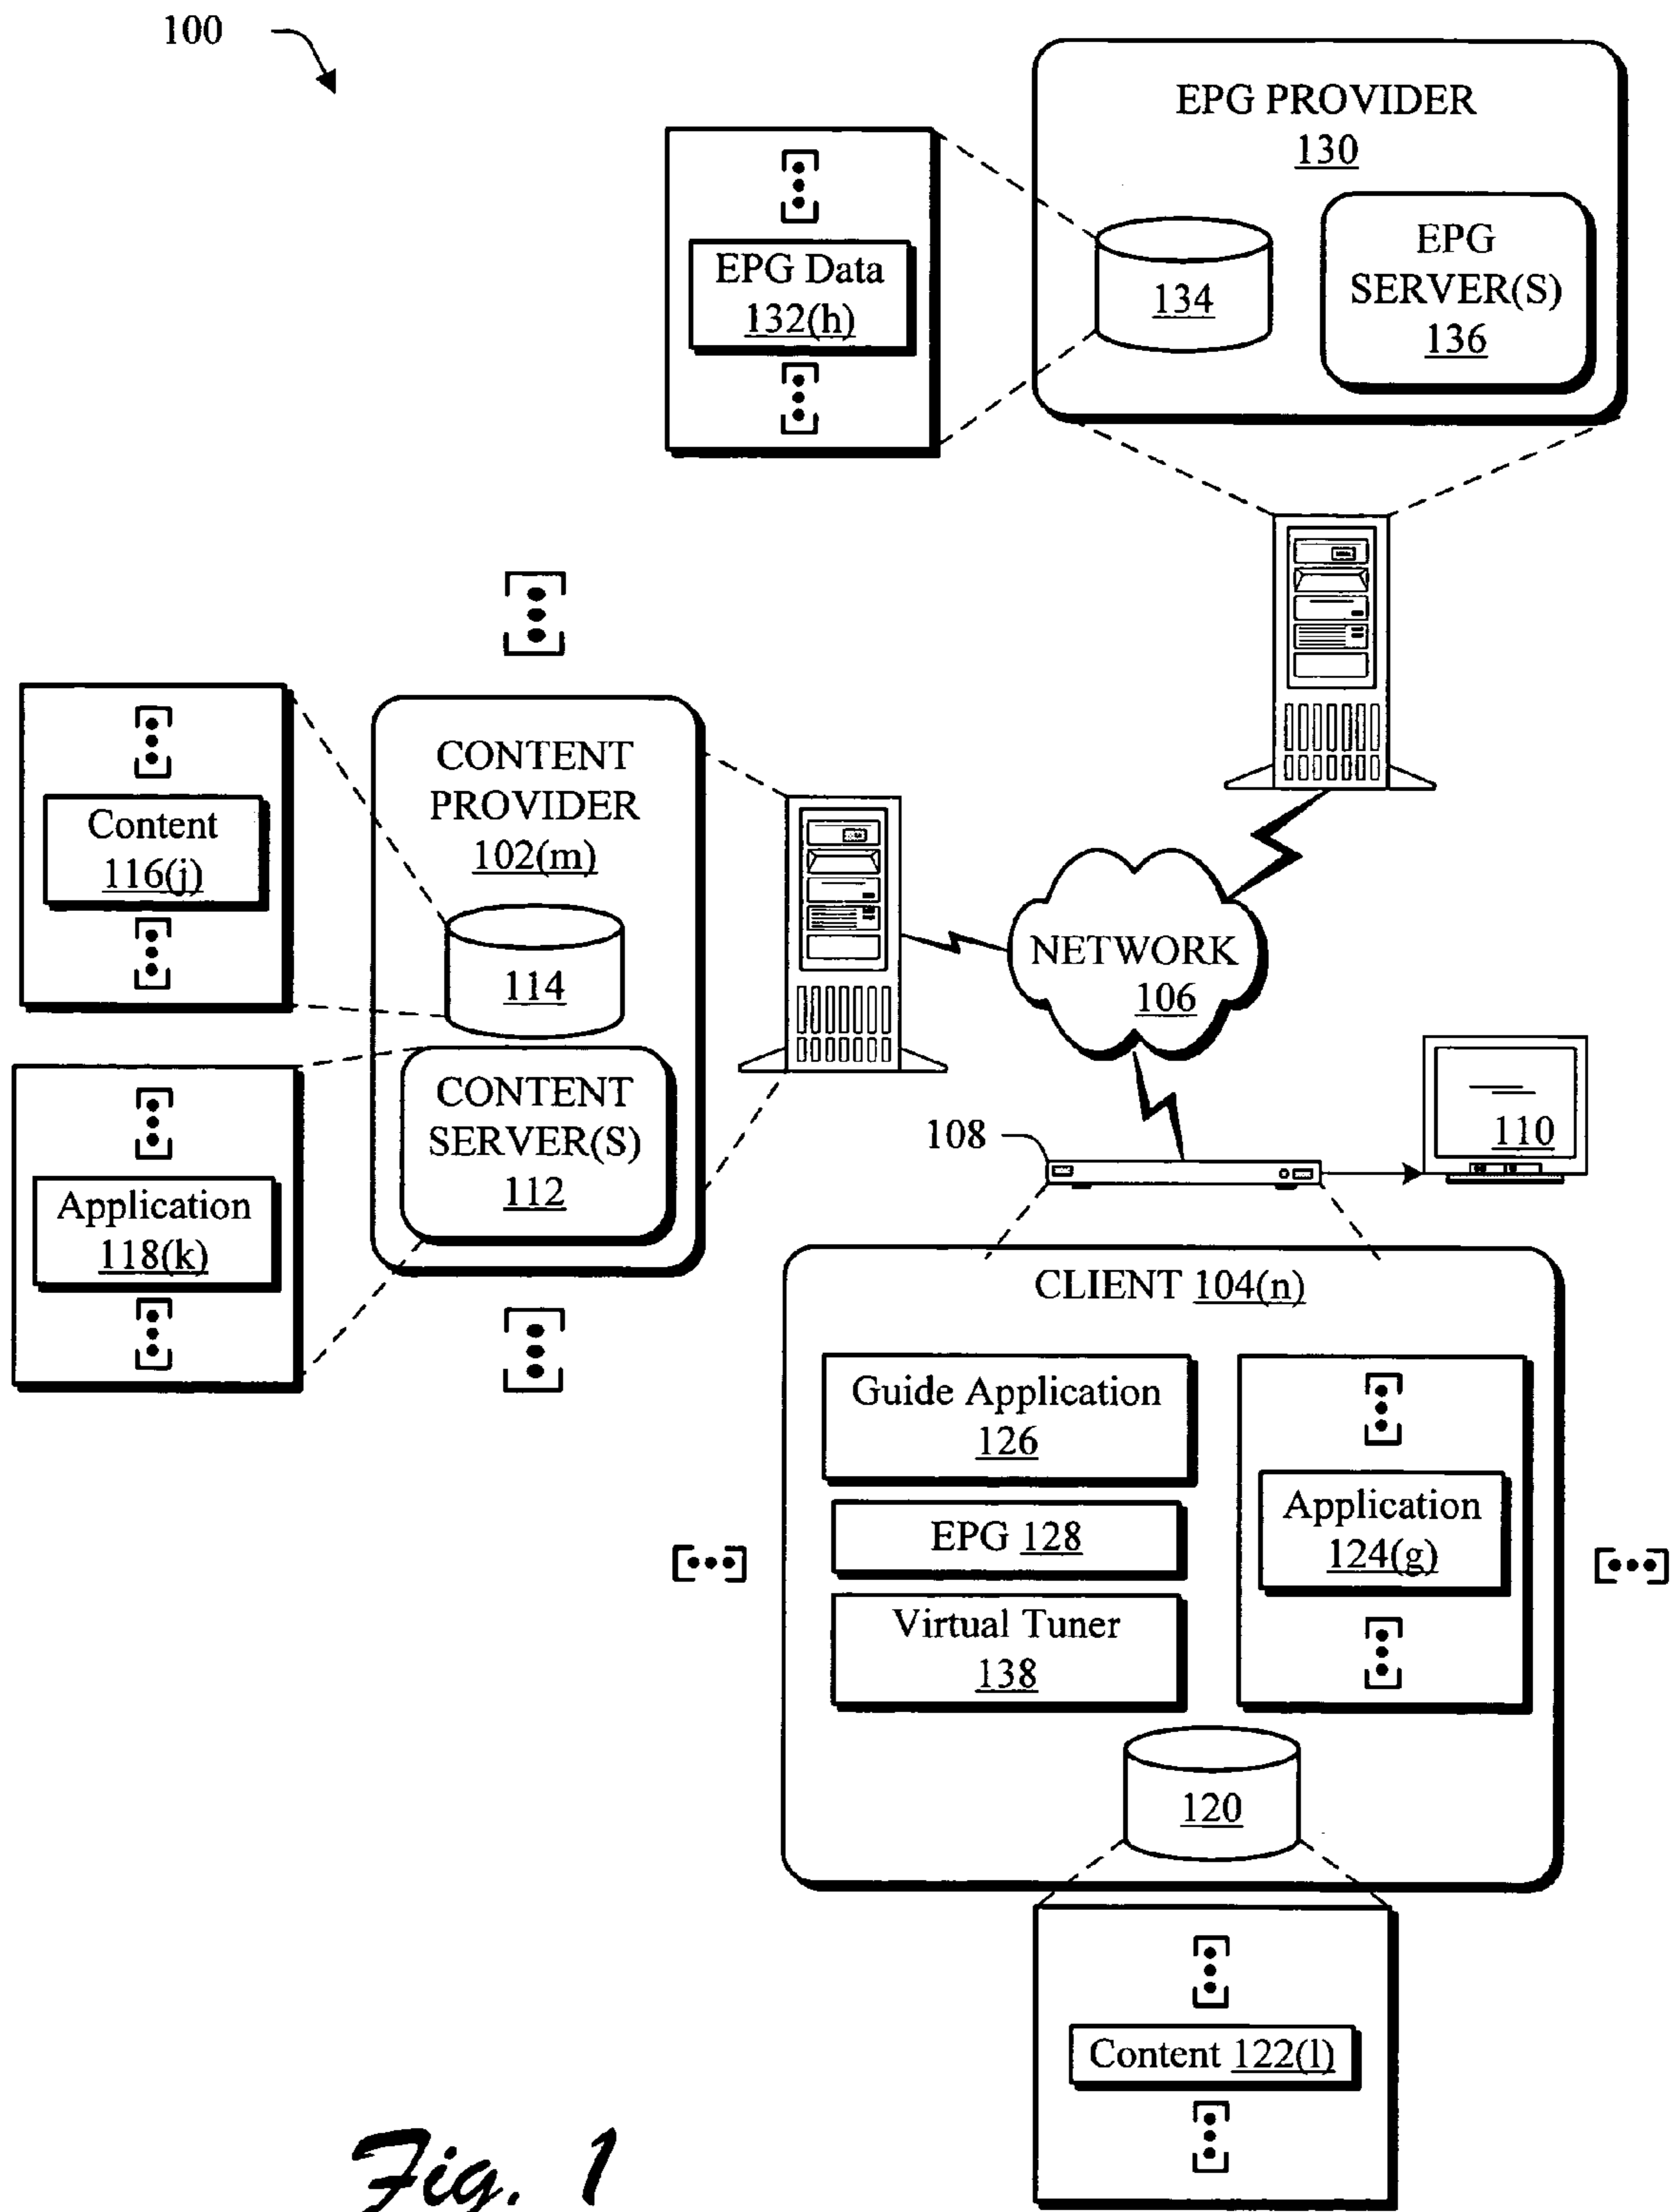 100
EPG PROVIDER
130
EPG Data
132(h)
134
EPG
SERVER(S)
136
Content
116(j)
CONTENT
PROVIDER
102(m)
114
NETWORK
106
Application
118(k)
CONTENT
SERVER(S)
112
108
110
CLIENT 104(n)
Guide Application
126
EPG 128
Virtual Tuner
138
Application
124(g)
120
Content 122(l)
Fig. 1